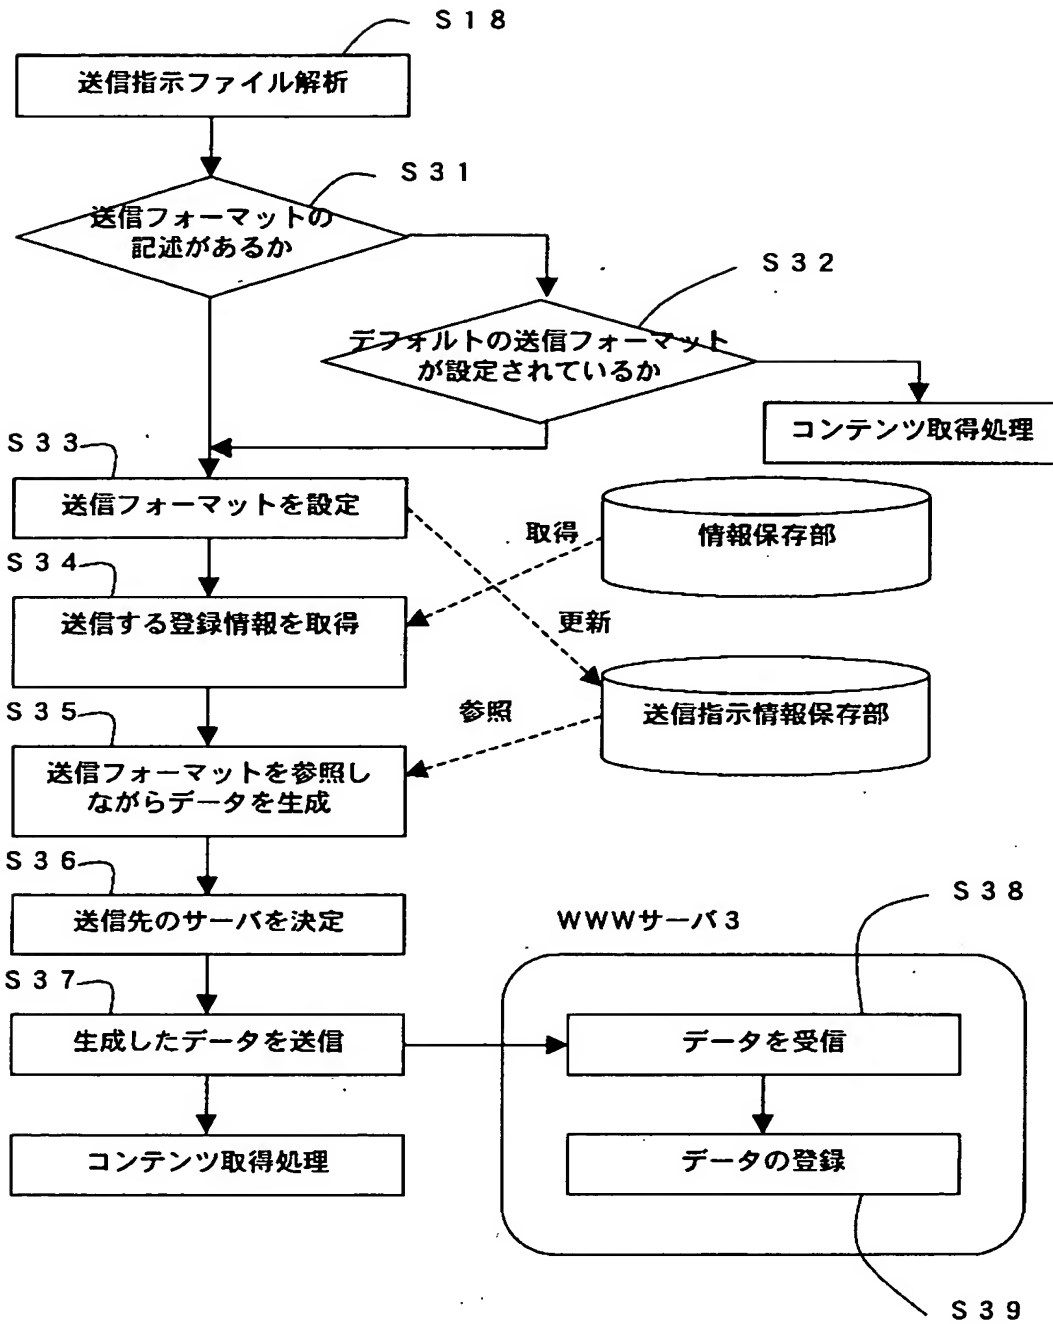 S18
送信指示ファイル解析
S31
送信フォーマットの
記述があるか
S32
デフォルトの送信フォーマット
が設定されているか
コンテンツ取得処理
S33
送信フォーマットを設定
取得
情報保存部
S34
送信する登録情報を取得
更新
S35
参照
送信指示情報保存部
送信フォーマットを参照し
ながらデータを生成
S36
送信先のサーバを決定
WWWサーバ3
S38
S37
生成したデータを送信
データを受信
コンテンツ取得処理
データの登録
S39